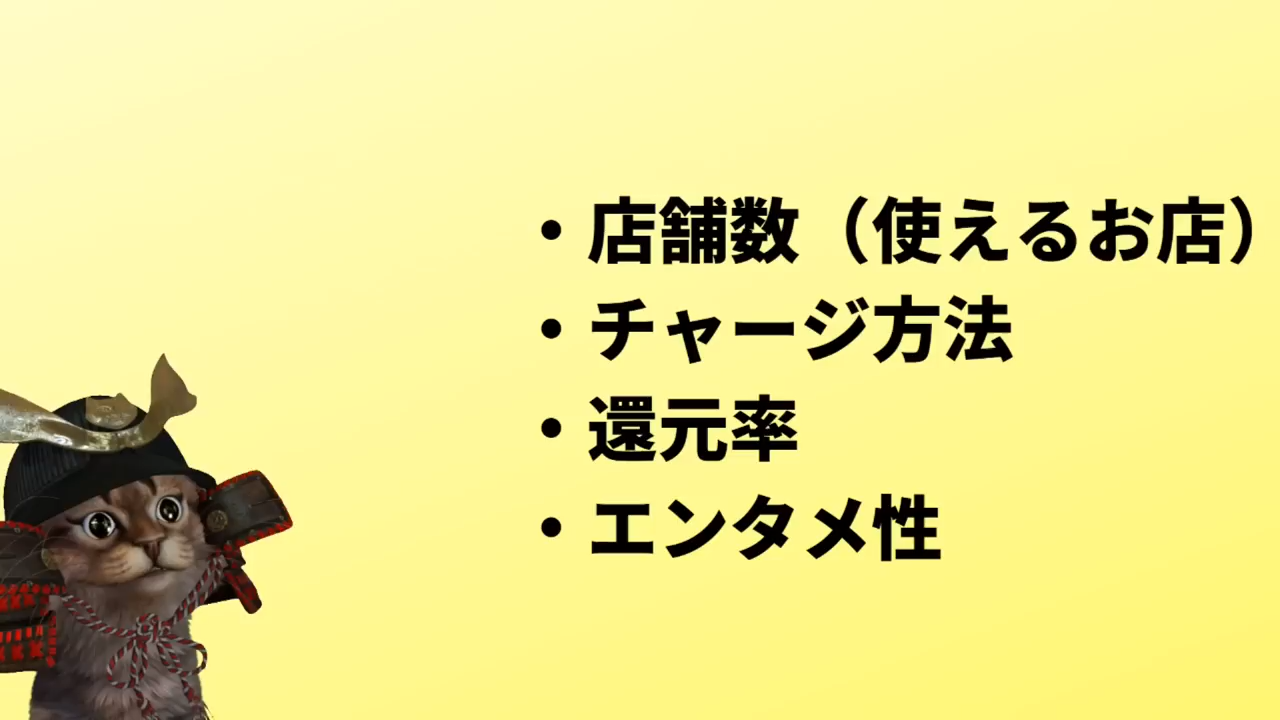 ・店舗数（使えるお店）
・チャージ方法
・還元率
・エンタメ性